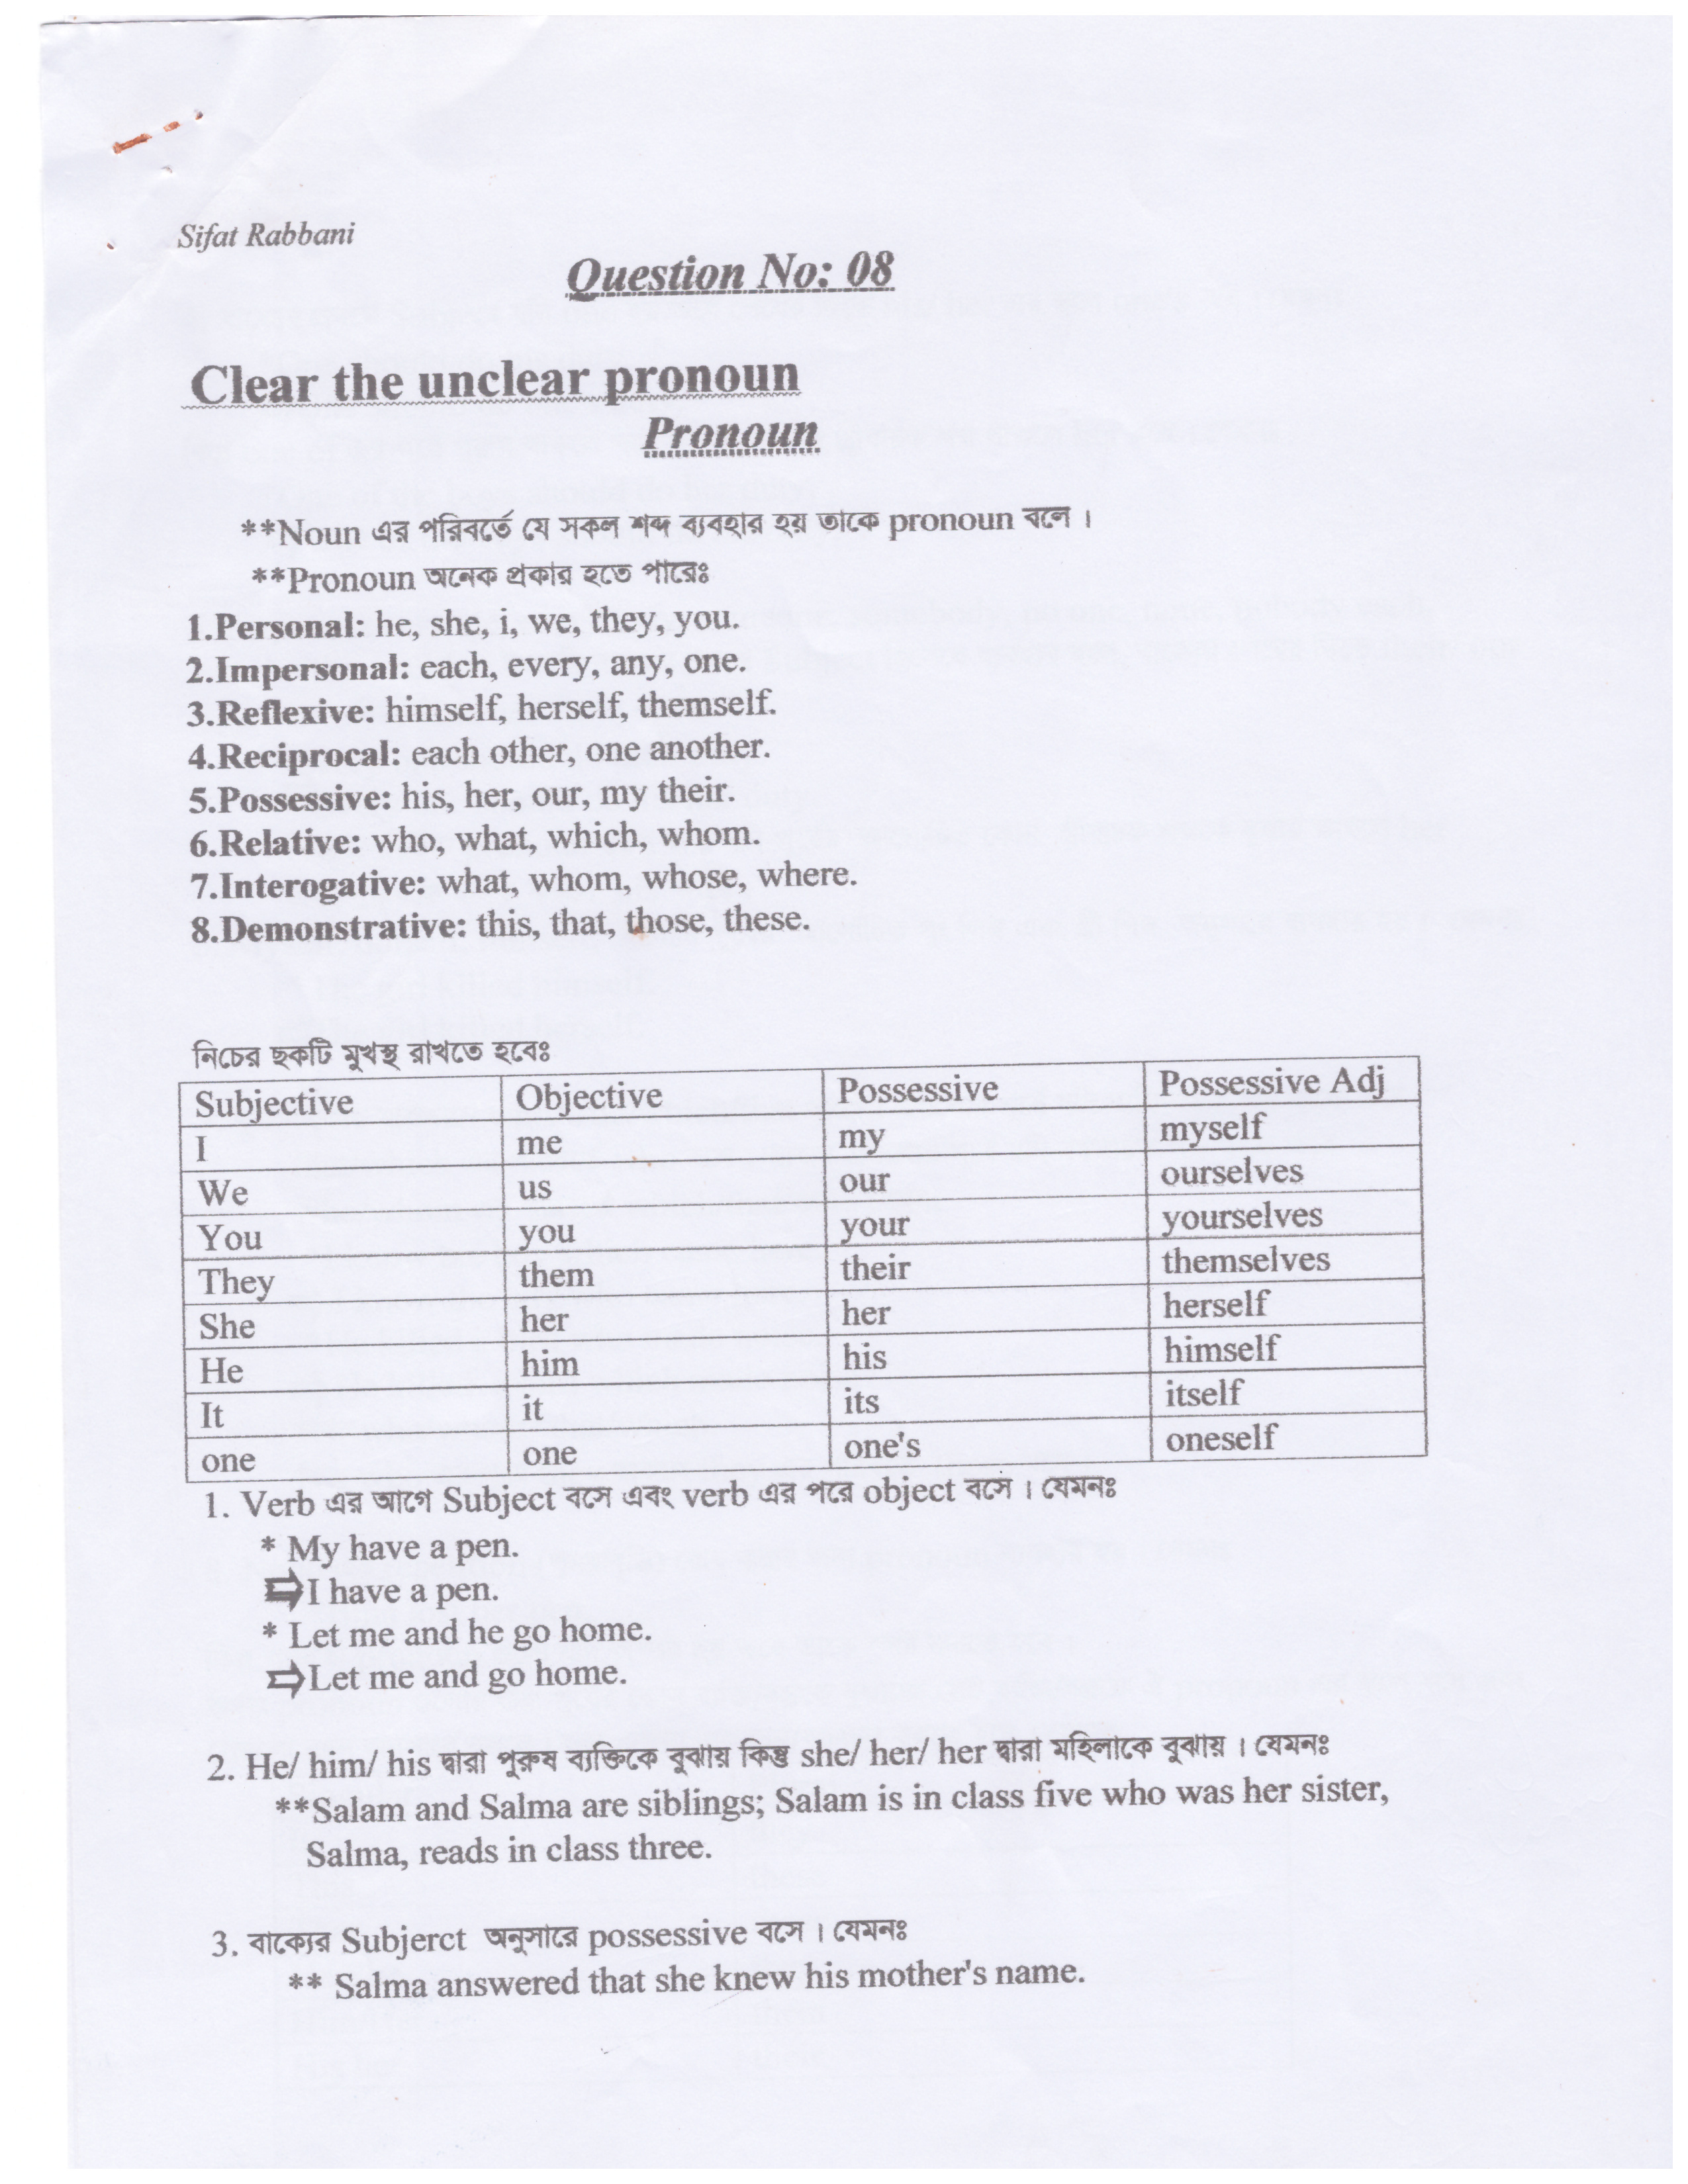 Sifat Rabbani
Question No: 08
Clear the unclear pronoun
Pronoun
**Noun এর পরিবর্তে যে সকল শব্দ ব্যবহার হয় তাকে pronoun বলে ।
**Pronoun অনেক প্রকার হতে পারেঃ
1.Personal: he, she, i, we, they, you.
2.Impersonal: each, every, any, one.
3.Reflexive: himself, herself, themself.
4.Reciprocal: each other, one another.
5.Possessive: his, her, our, my their.
6.Relative: who, what, which, whom.
7.Interogative: what, whom, whose, where.
8.Demonstrative: this, that, those, these.
নিচের ছকটি মুখস্থ রাখতে হবেঃ
Subjective Objective Possessive Possessive Adj
I me my myself
We us our ourselves
You you your yourselves
They them their themselves
She her her herself
He him his himself
It it its itself
one one one's oneself
1. Verb এর আগে Subject বসে এবং verb এর পরে object বসে । যেমনঃ
* My have a pen.
⇨I have a pen.
* Let me and he go home.
⇨Let me and go home.
2. He/ him/ his দ্বারা পুরুষ ব্যক্তিকে বুঝায় কিন্তু she/ her/ her দ্বারা মহিলাকে বুঝায় । যেমনঃ
**Salam and Salma are siblings; Salam is in class five who was her sister,
Salma, reads in class three.
3. বাক্যের Subjerct অনুসারে possessive বসে । যেমনঃ
** Salma answered that she knew his mother's name.